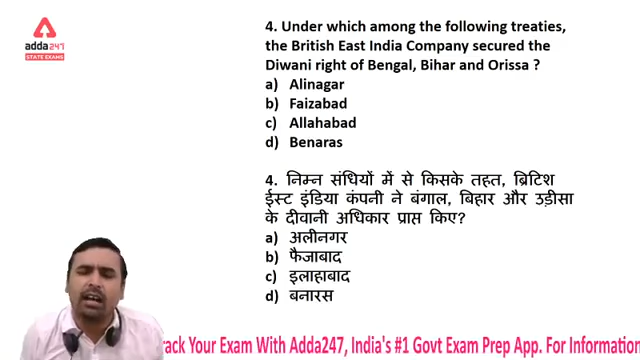 adda247
STATE EXAMS
4. Under which among the following treaties,
the British East India Company secured the
Diwani right of Bengal, Bihar and Orissa ?
a) Alinagar
b) Faizabad
c) Allahabad
d) Benaras
4. निम्न संधियों में से किसके तहत, ब्रिटिश
ईस्ट इंडिया कंपनी ने बंगाल, बिहार और उड़ीसा
के दीवानी अधिकार प्राप्त किए?
a) अलीनगर
b) फैजाबाद
c) इलाहाबाद
d) बनारस
rack Your Exam With Adda247, India's #1 Govt Exam Prep App. For Information